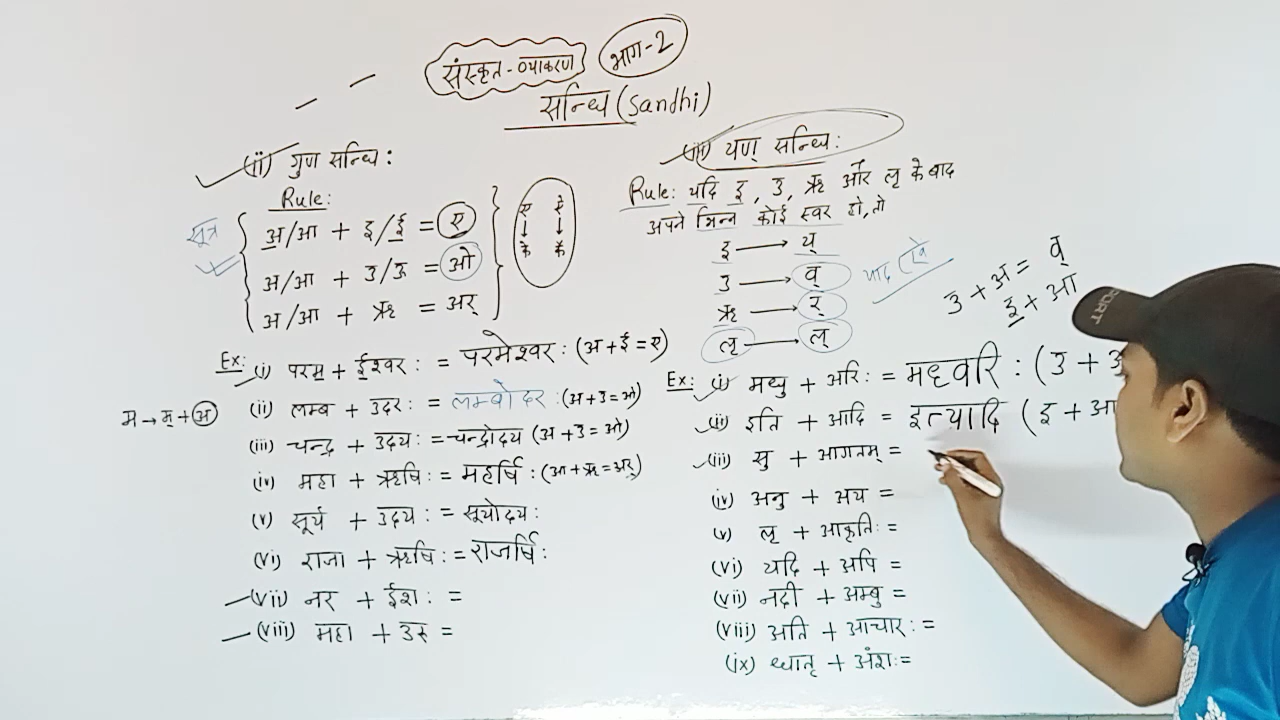 संस्कृत-व्याकरण भाग-2
सन्धि (Sandhi)
(ii) गुण सन्धि:
Rule:
सूत्र
अ/आ + इ/ई = ए
अ/आ + उ/ऊ = ओ
अ/आ + ऋ = अर्
ए ऐ
↓ ↓
के कै
Ex:
(i) परम + ईश्वर: = परमेश्वर: (अ+ई=ए)
म→म्+अ
(ii) लम्ब + उदर: = लम्बोदर: (अ+उ=ओ)
(iii) चन्द्र + उदय: = चन्द्रोदय (अ+उ=ओ)
(iv) महा + ऋषि: = महर्षि: (आ+ऋ=अर्)
(v) सूर्य + उदय: = सूर्योदय:
(vi) राजा + ऋषि: = राजर्षि:
(vii) नर + ईश: =
(viii) महा + उरु =
(iii) यण् सन्धि:
Rule: यदि इ, उ, ऋ और लृ के बाद
अपने भिन्न कोई स्वर हो, तो
इ → य्
उ → व्
ऋ → र्
लृ → ल्
याद रखे
उ + अ = व्
इ + आ
Ex:
(i) मधु + अरि: = मध्वरि: (उ + अ
(ii) इति + आदि = इत्यादि (इ + आ
(iii) सु + आगतम् =
(iv) अनु + अय =
(v) लृ + आकृति: =
(vi) यदि + अपि =
(vii) नदी + अम्बु =
(viii) अति + आचार: =
(ix) धातृ + अंश: =
PORT